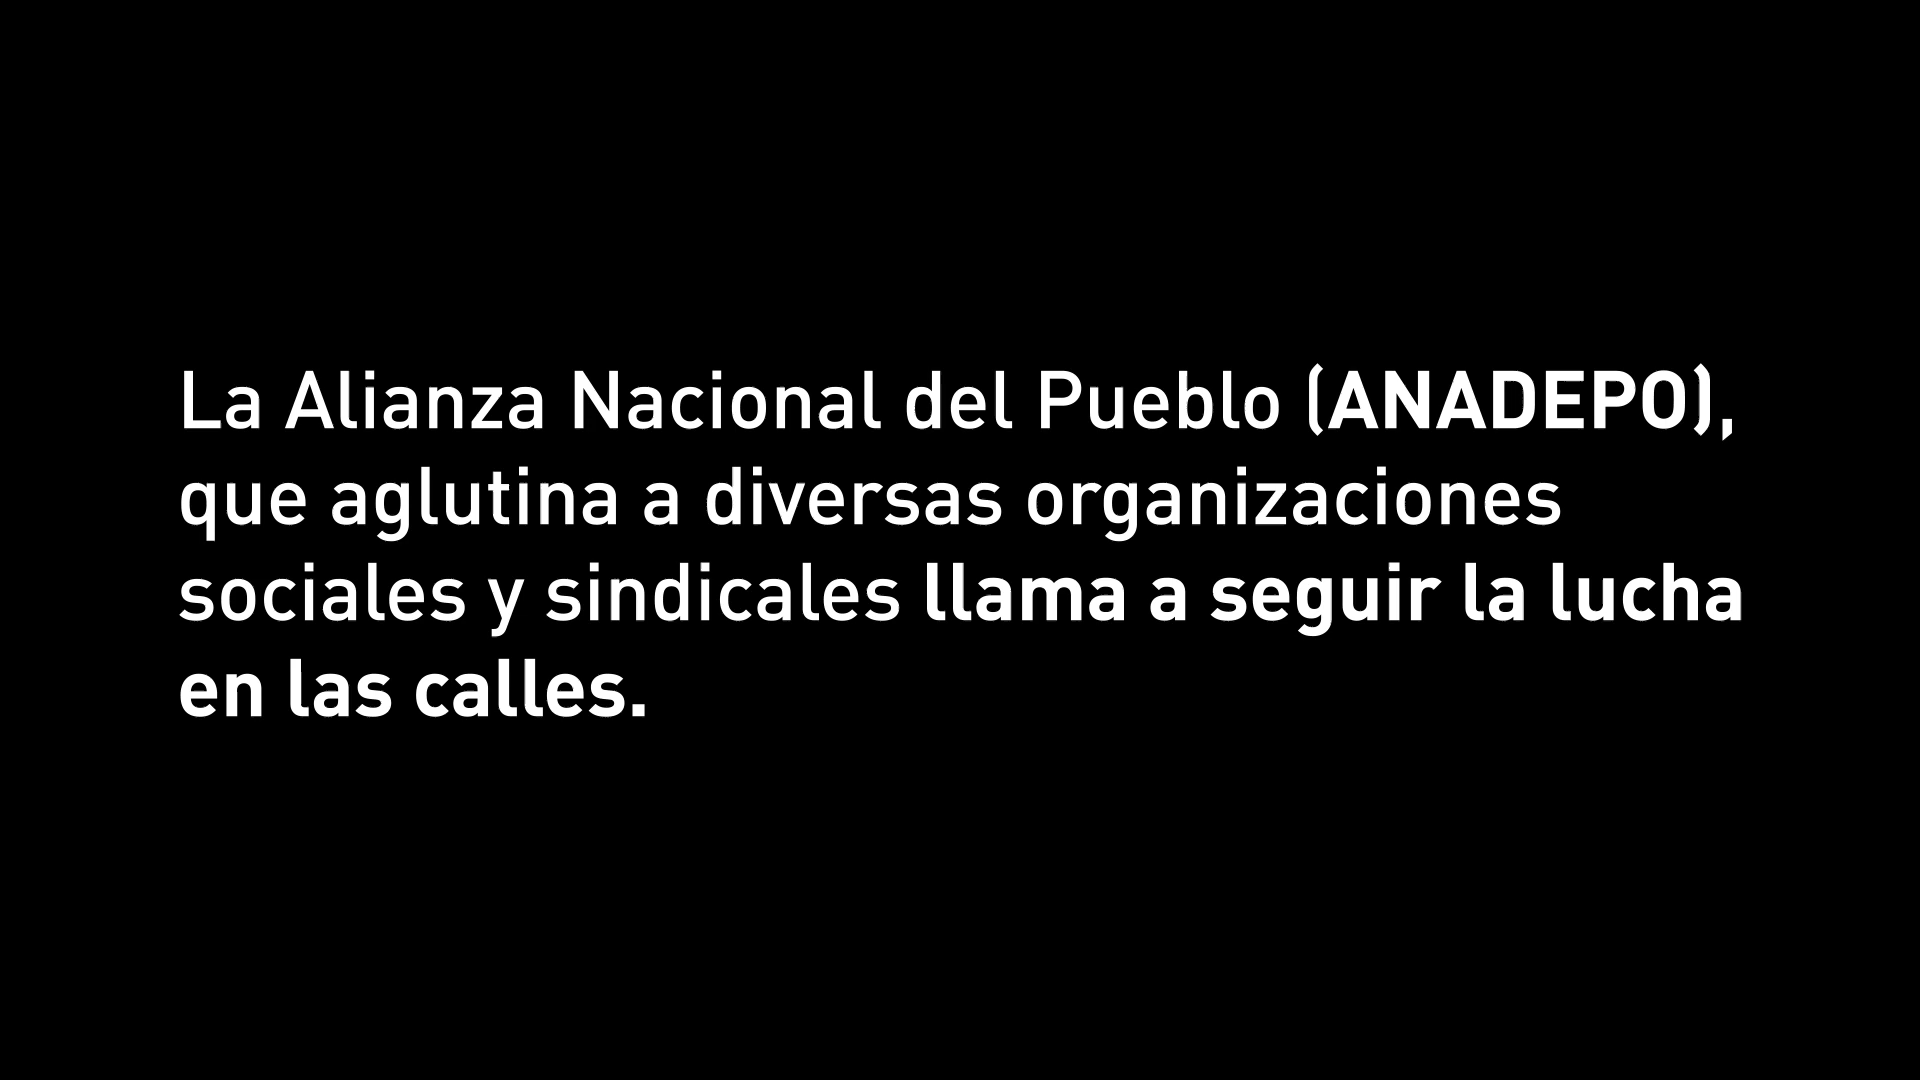 La Alianza Nacional del Pueblo (ANADEPO),
que aglutina a diversas organizaciones
sociales y sindicales llama a seguir la lucha
en las calles.